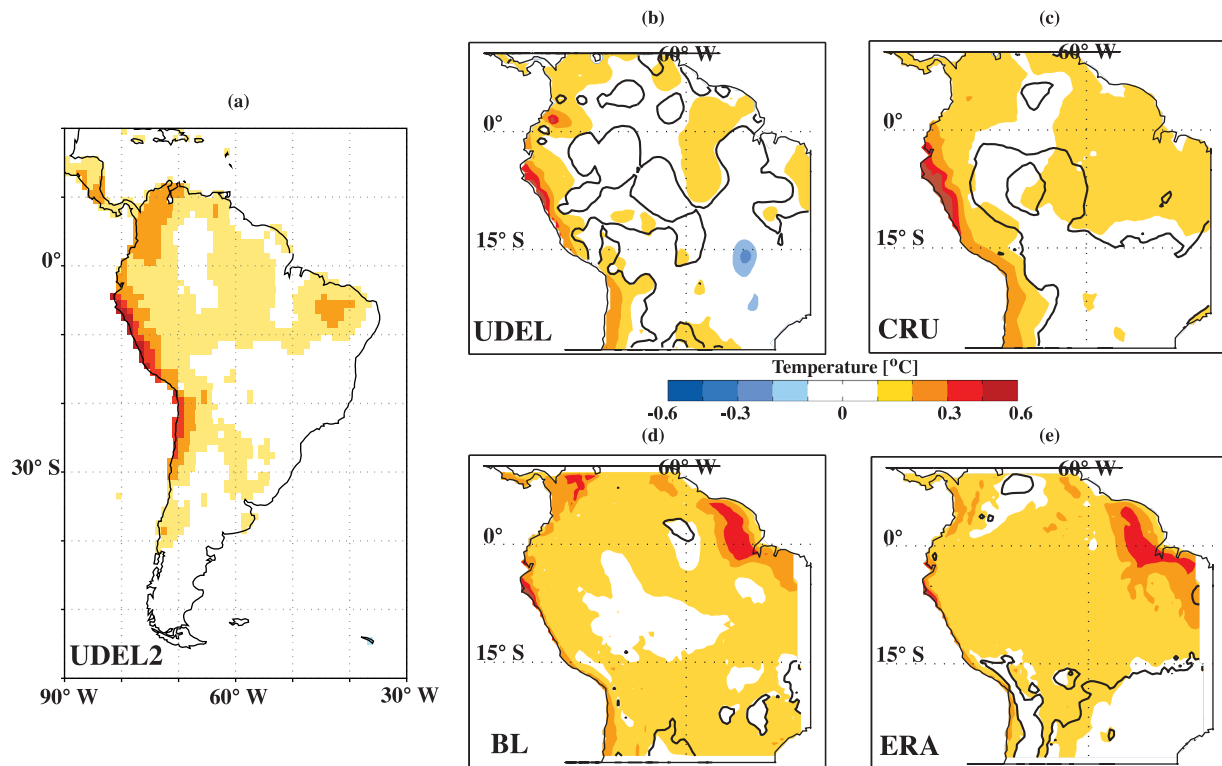 (a)
0°
30° S
UDEL2
90° W
60° W
30° W
(b)
60° W
0°
15° S
UDEL
(c)
60° W
0°
15° S
CRU
Temperature [°C]
-0.6
-0.3
0
0.3
0.6
(d)
60° W
0°
15° S
BL
(e)
60° W
0°
15° S
ERA